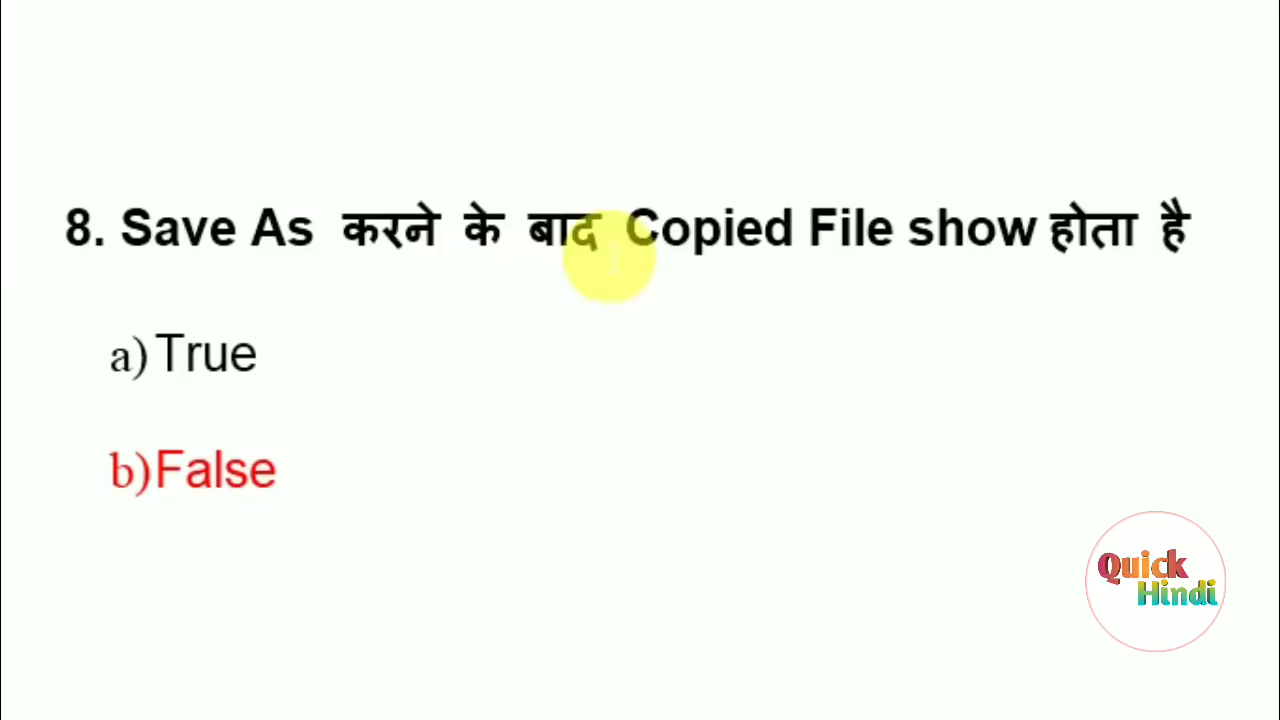 8. Save As करने के बाद Copied File show होता है
a) True
b) False
Quick
Hindi